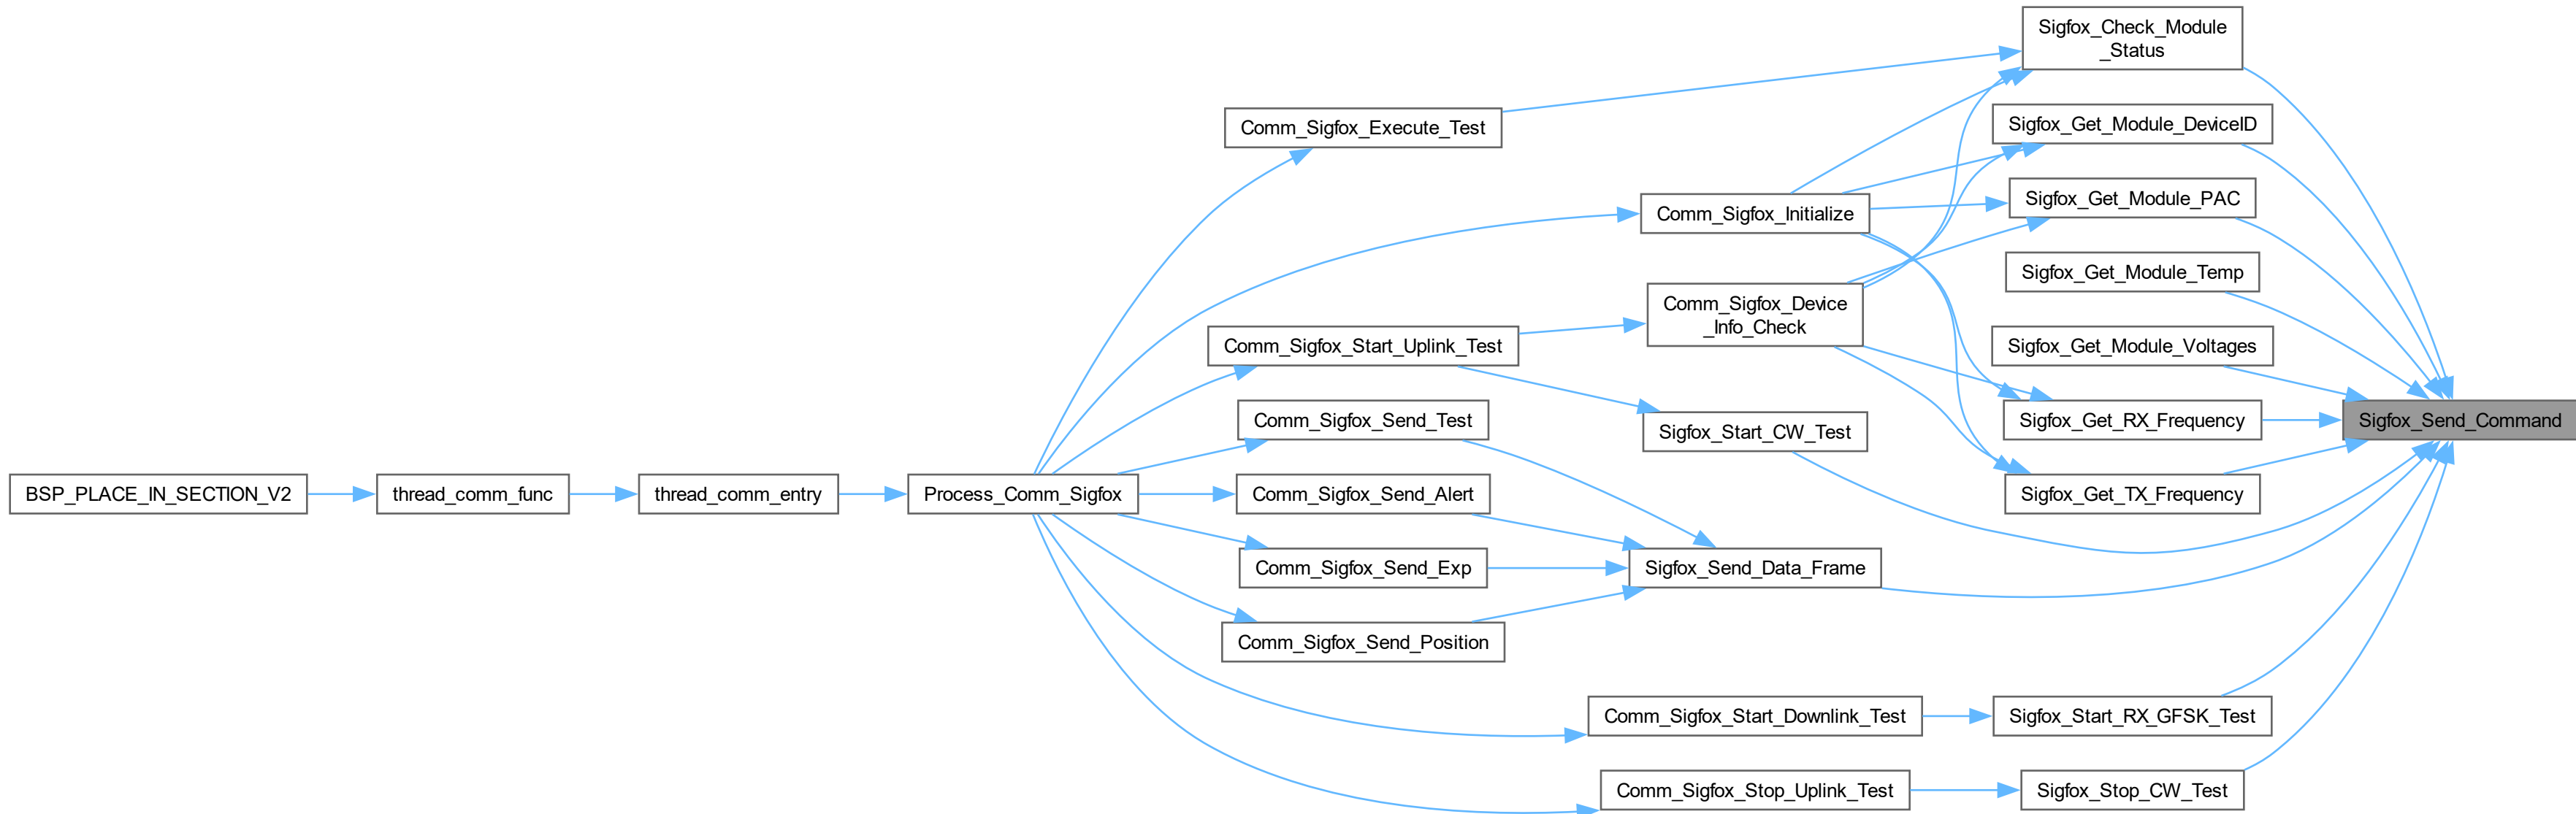 Sigfox_Check_Module
_Status
Sigfox_Get_Module_DeviceID
Comm_Sigfox_Execute_Test
Sigfox_Get_Module_PAC
Comm_Sigfox_Initialize
Sigfox_Get_Module_Temp
Comm_Sigfox_Device
_Info_Check
Comm_Sigfox_Start_Uplink_Test
Sigfox_Get_Module_Voltages
Comm_Sigfox_Send_Test
Sigfox_Start_CW_Test
Sigfox_Get_RX_Frequency
Sigfox_Send_Command
BSP_PLACE_IN_SECTION_V2
thread_comm_func
thread_comm_entry
Process_Comm_Sigfox
Comm_Sigfox_Send_Alert
Sigfox_Get_TX_Frequency
Comm_Sigfox_Send_Exp
Sigfox_Send_Data_Frame
Comm_Sigfox_Send_Position
Comm_Sigfox_Start_Downlink_Test
Sigfox_Start_RX_GFSK_Test
Comm_Sigfox_Stop_Uplink_Test
Sigfox_Stop_CW_Test